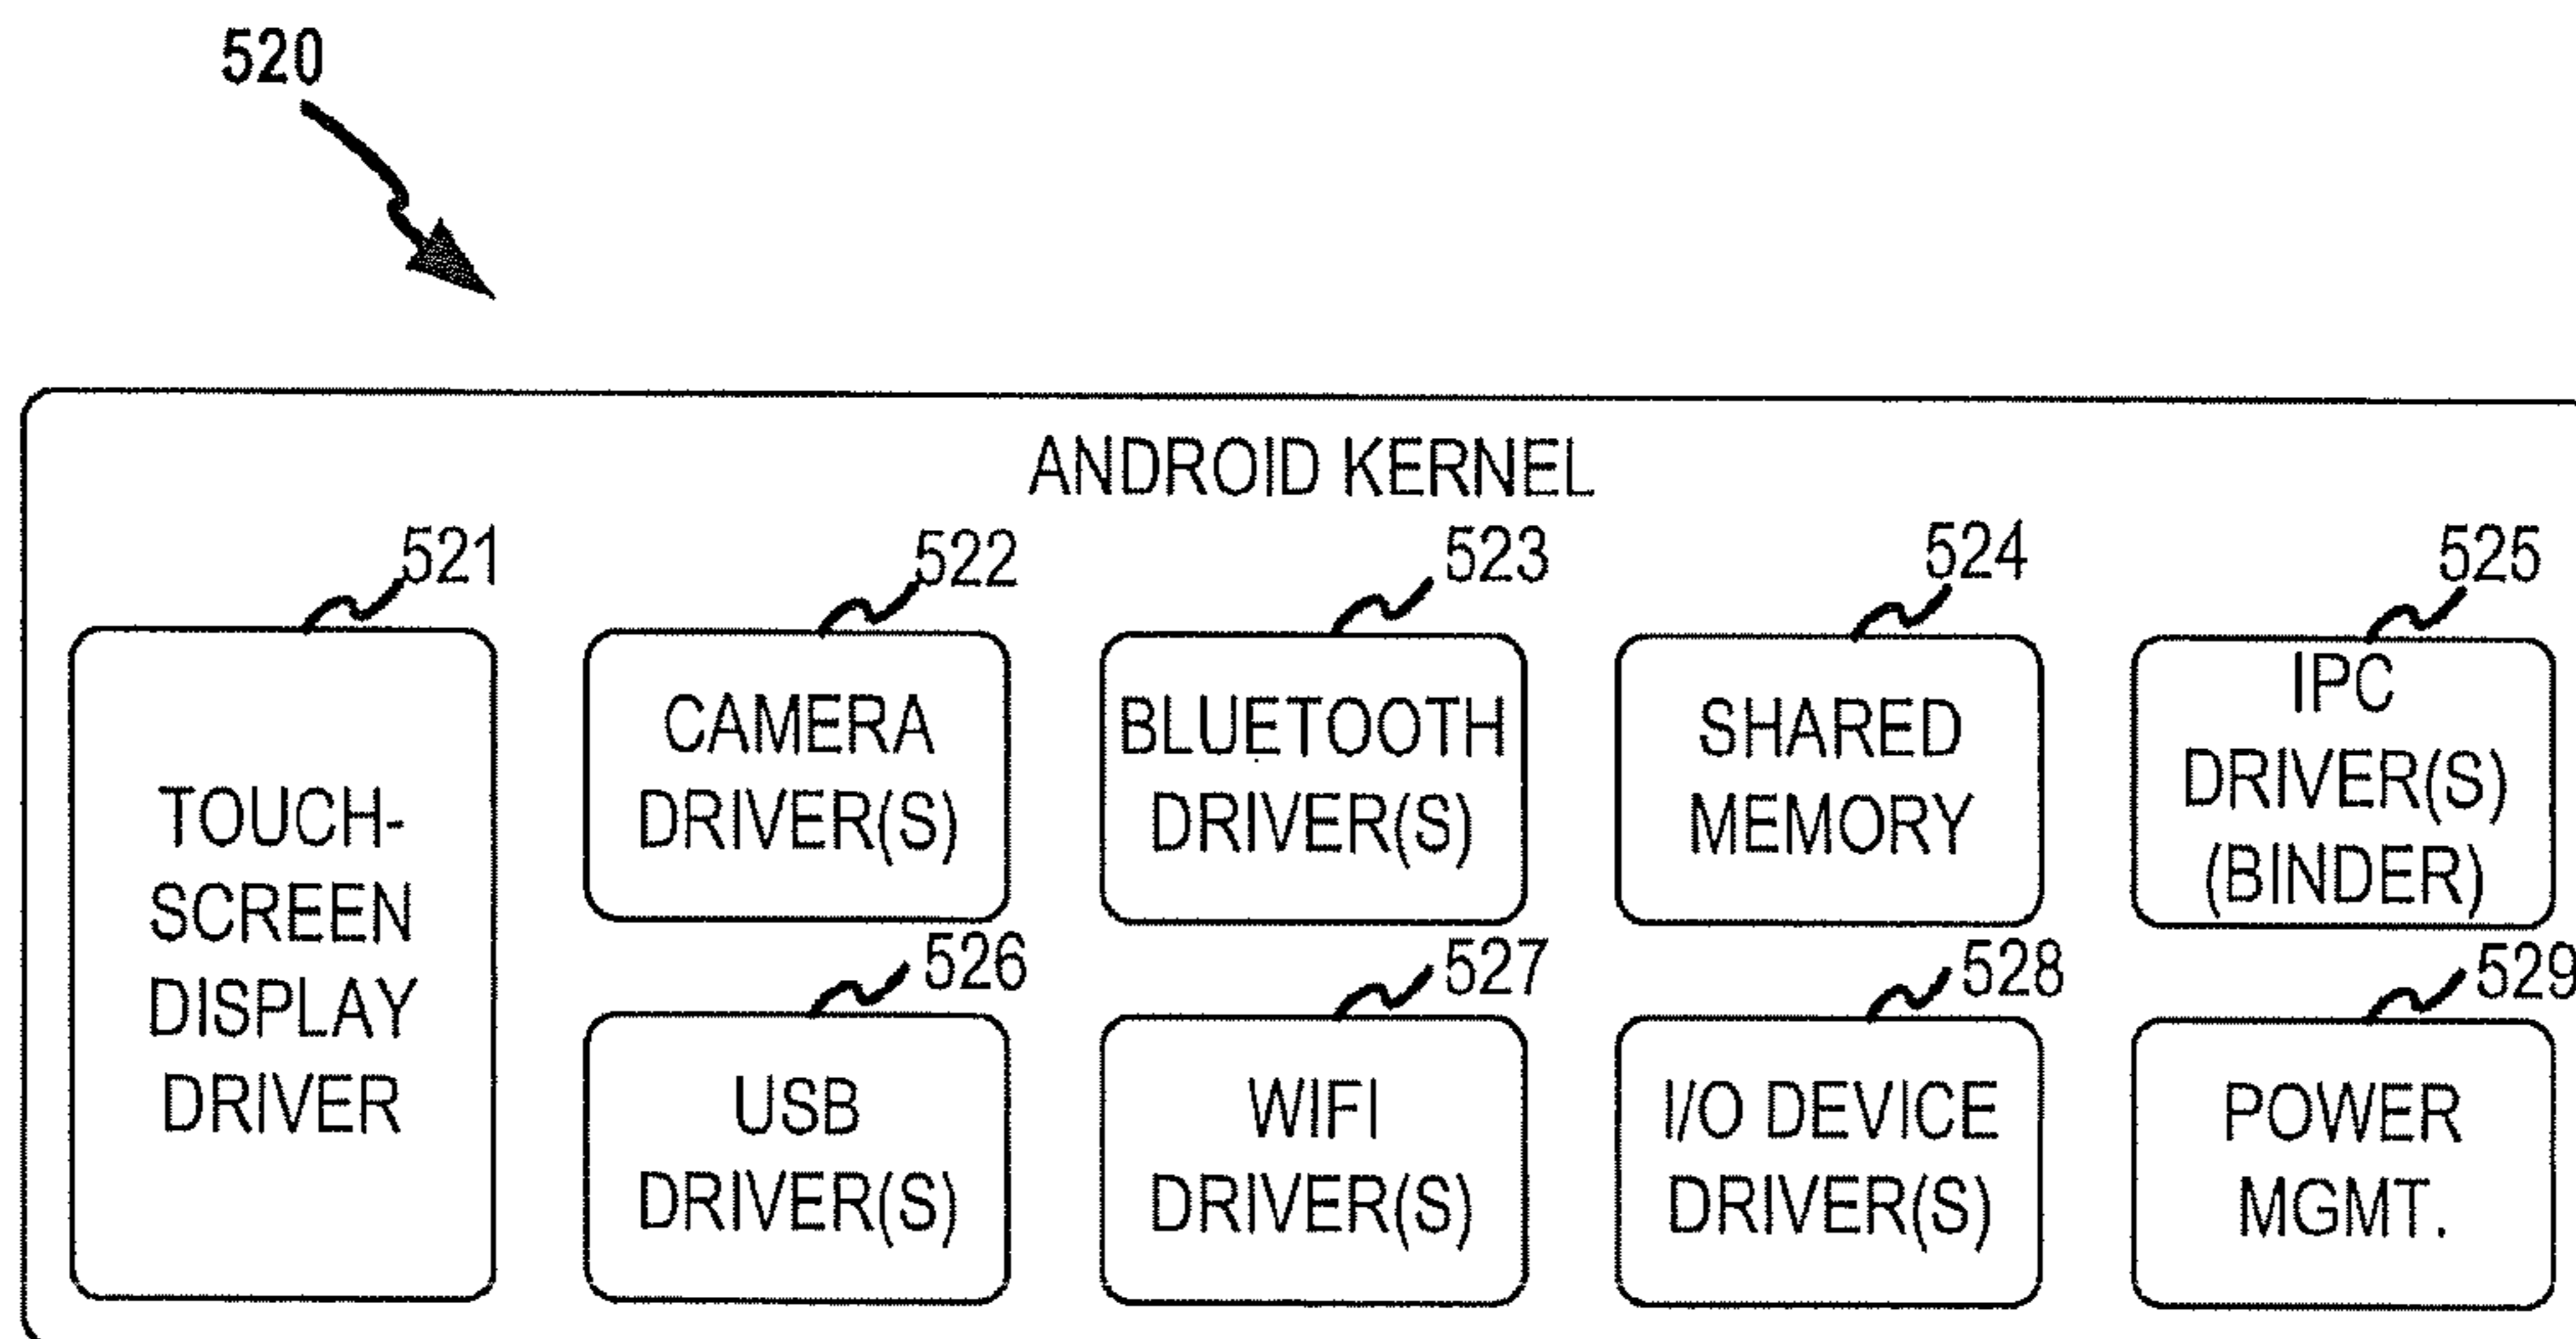 520
ANDROID KERNEL
521
522
523
524
525
TOUCH-
SCREEN
DISPLAY
DRIVER
CAMERA
DRIVER(S)
BLUETOOTH
DRIVER(S)
SHARED
MEMORY
IPC
DRIVER(S)
(BINDER)
526
527
528
529
USB
DRIVER(S)
WIFI
DRIVER(S)
I/O DEVICE
DRIVER(S)
POWER
MGMT.